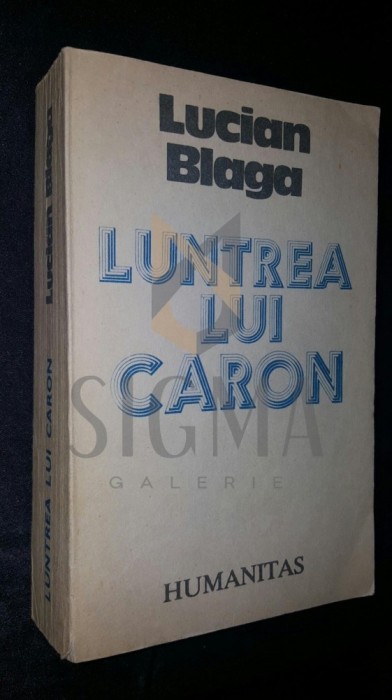 Lucian
Blaga
LUNTREA
LUI
CARON
SIGMA
GALERIE
HUMANITAS
LUNTREA LUI CARON Lucian Blaga